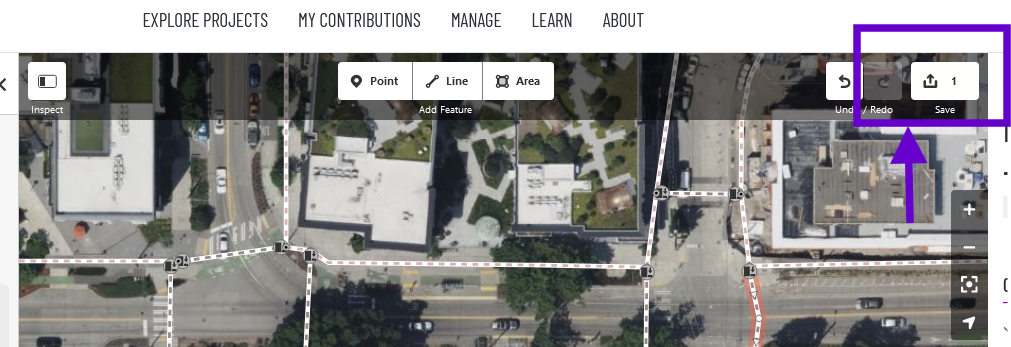 EXPLORE PROJECTS MY CONTRIBUTIONS MANAGE LEARN ABOUT
Point Line Area 1
Inspect Add Feature Undo / Redo Save